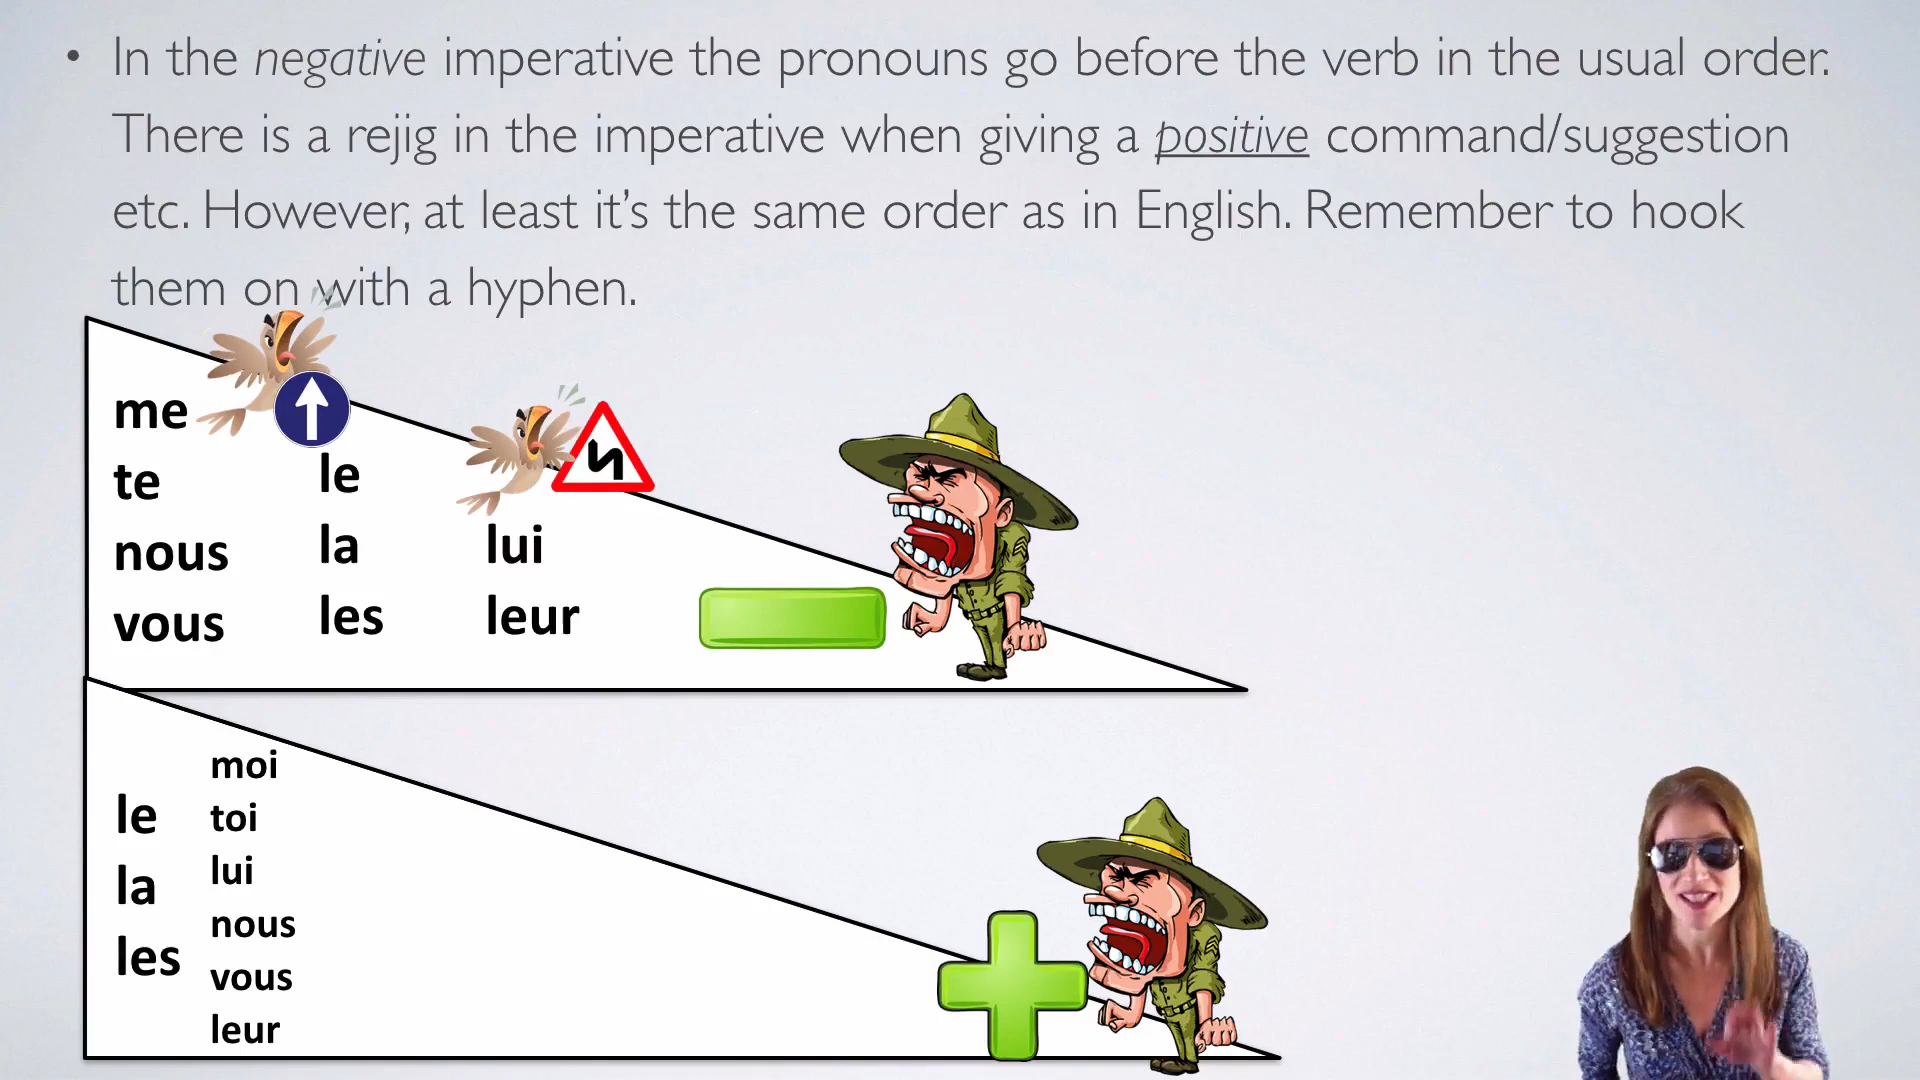 • In the negative imperative the pronouns go before the verb in the usual order.
There is a rejig in the imperative when giving a positive command/suggestion
etc. However, at least it’s the same order as in English. Remember to hook
them on with a hyphen.
me
te
nous
vous
le
la
les
lui
leur
le
la
les
moi
toi
lui
nous
vous
leur